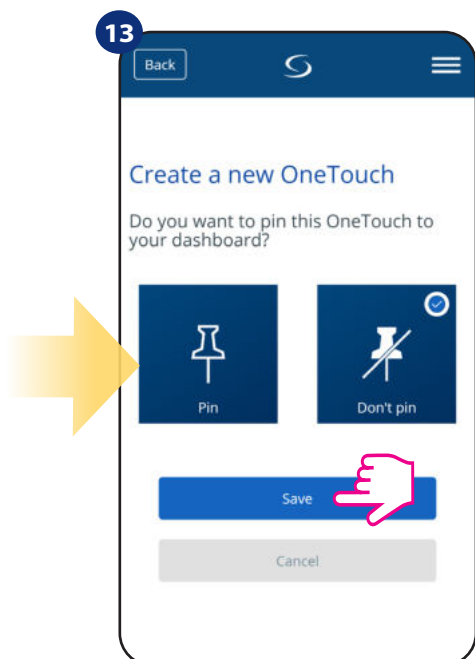 13
Back
Create a new OneTouch
Do you want to pin this OneTouch to
your dashboard?
Pin
Don't pin
Save
Cancel